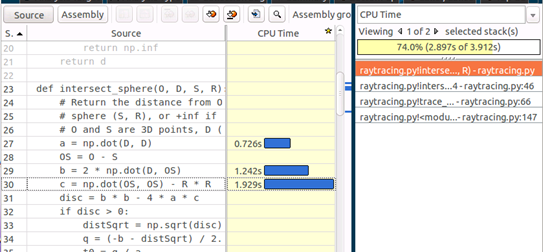 Source Assembly Assembly gro
S. Source CPU Time
20 return np.inf
21 return d
22
23 def intersect_sphere(O, D, S, R):
24 # Return the distance from O
25 # sphere (S, R), or +inf if
26 # O and S are 3D points, D (
27 a = np.dot(D, D) 0.726s
28 OS = O - S
29 b = 2 * np.dot(D, OS) 1.242s
30 c = np.dot(OS, OS) - R * R 1.929s
31 disc = b * b - 4 * a * c
32 if disc > 0:
33 distSqrt = np.sqrt(disc)
34 q = (-b - distSqrt) / 2.
CPU Time
Viewing 1 of 2 selected stack(s)
74.0% (2.897s of 3.912s)
raytracing.py!interse..., R) - raytracing.py
raytracing.py!inters...4 - raytracing.py:46
raytracing.py!trace_... - raytracing.py:66
raytracing.py!<modu... - raytracing.py:147